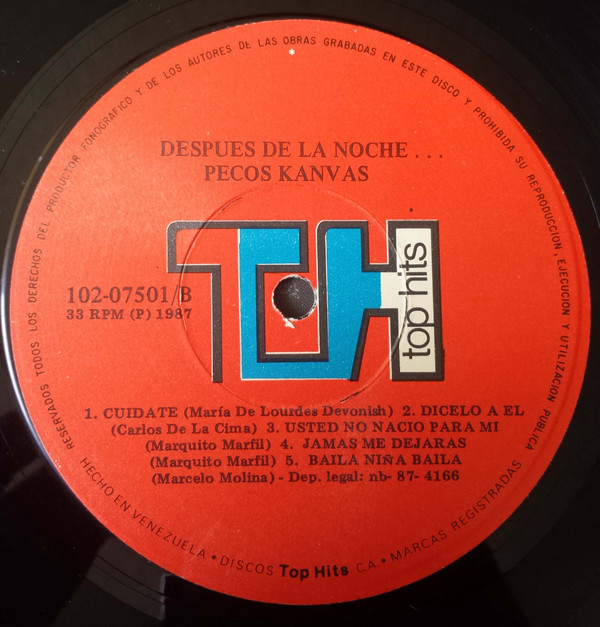 RESERVADOS TODOS LOS DERECHOS DEL PRODUCTOR FONOGRAFICO Y DE LOS AUTORES DE LAS OBRAS GRABADAS EN ESTE DISCO Y PROHIBIDA SU REPRODUCCION, EJECUCION Y UTILIZACION PUBLICA
DESPUES DE LA NOCHE ...
PECOS KANVAS
TH
top hits
102-07501/B
33 RPM (P) 1987
1. CUIDATE (María De Lourdes Devonish) 2. DICELO A EL
(Carlos De La Cima) 3. USTED NO NACIO PARA MI
(Marquito Marfil) 4. JAMAS ME DEJARAS
(Marquito Marfil) 5. BAILA NIÑA BAILA
(Marcelo Molina) - Dep. legal: nb- 87- 4166
HECHO EN VENEZUELA • DISCOS Top Hits C.A. • MARCAS REGISTRADAS